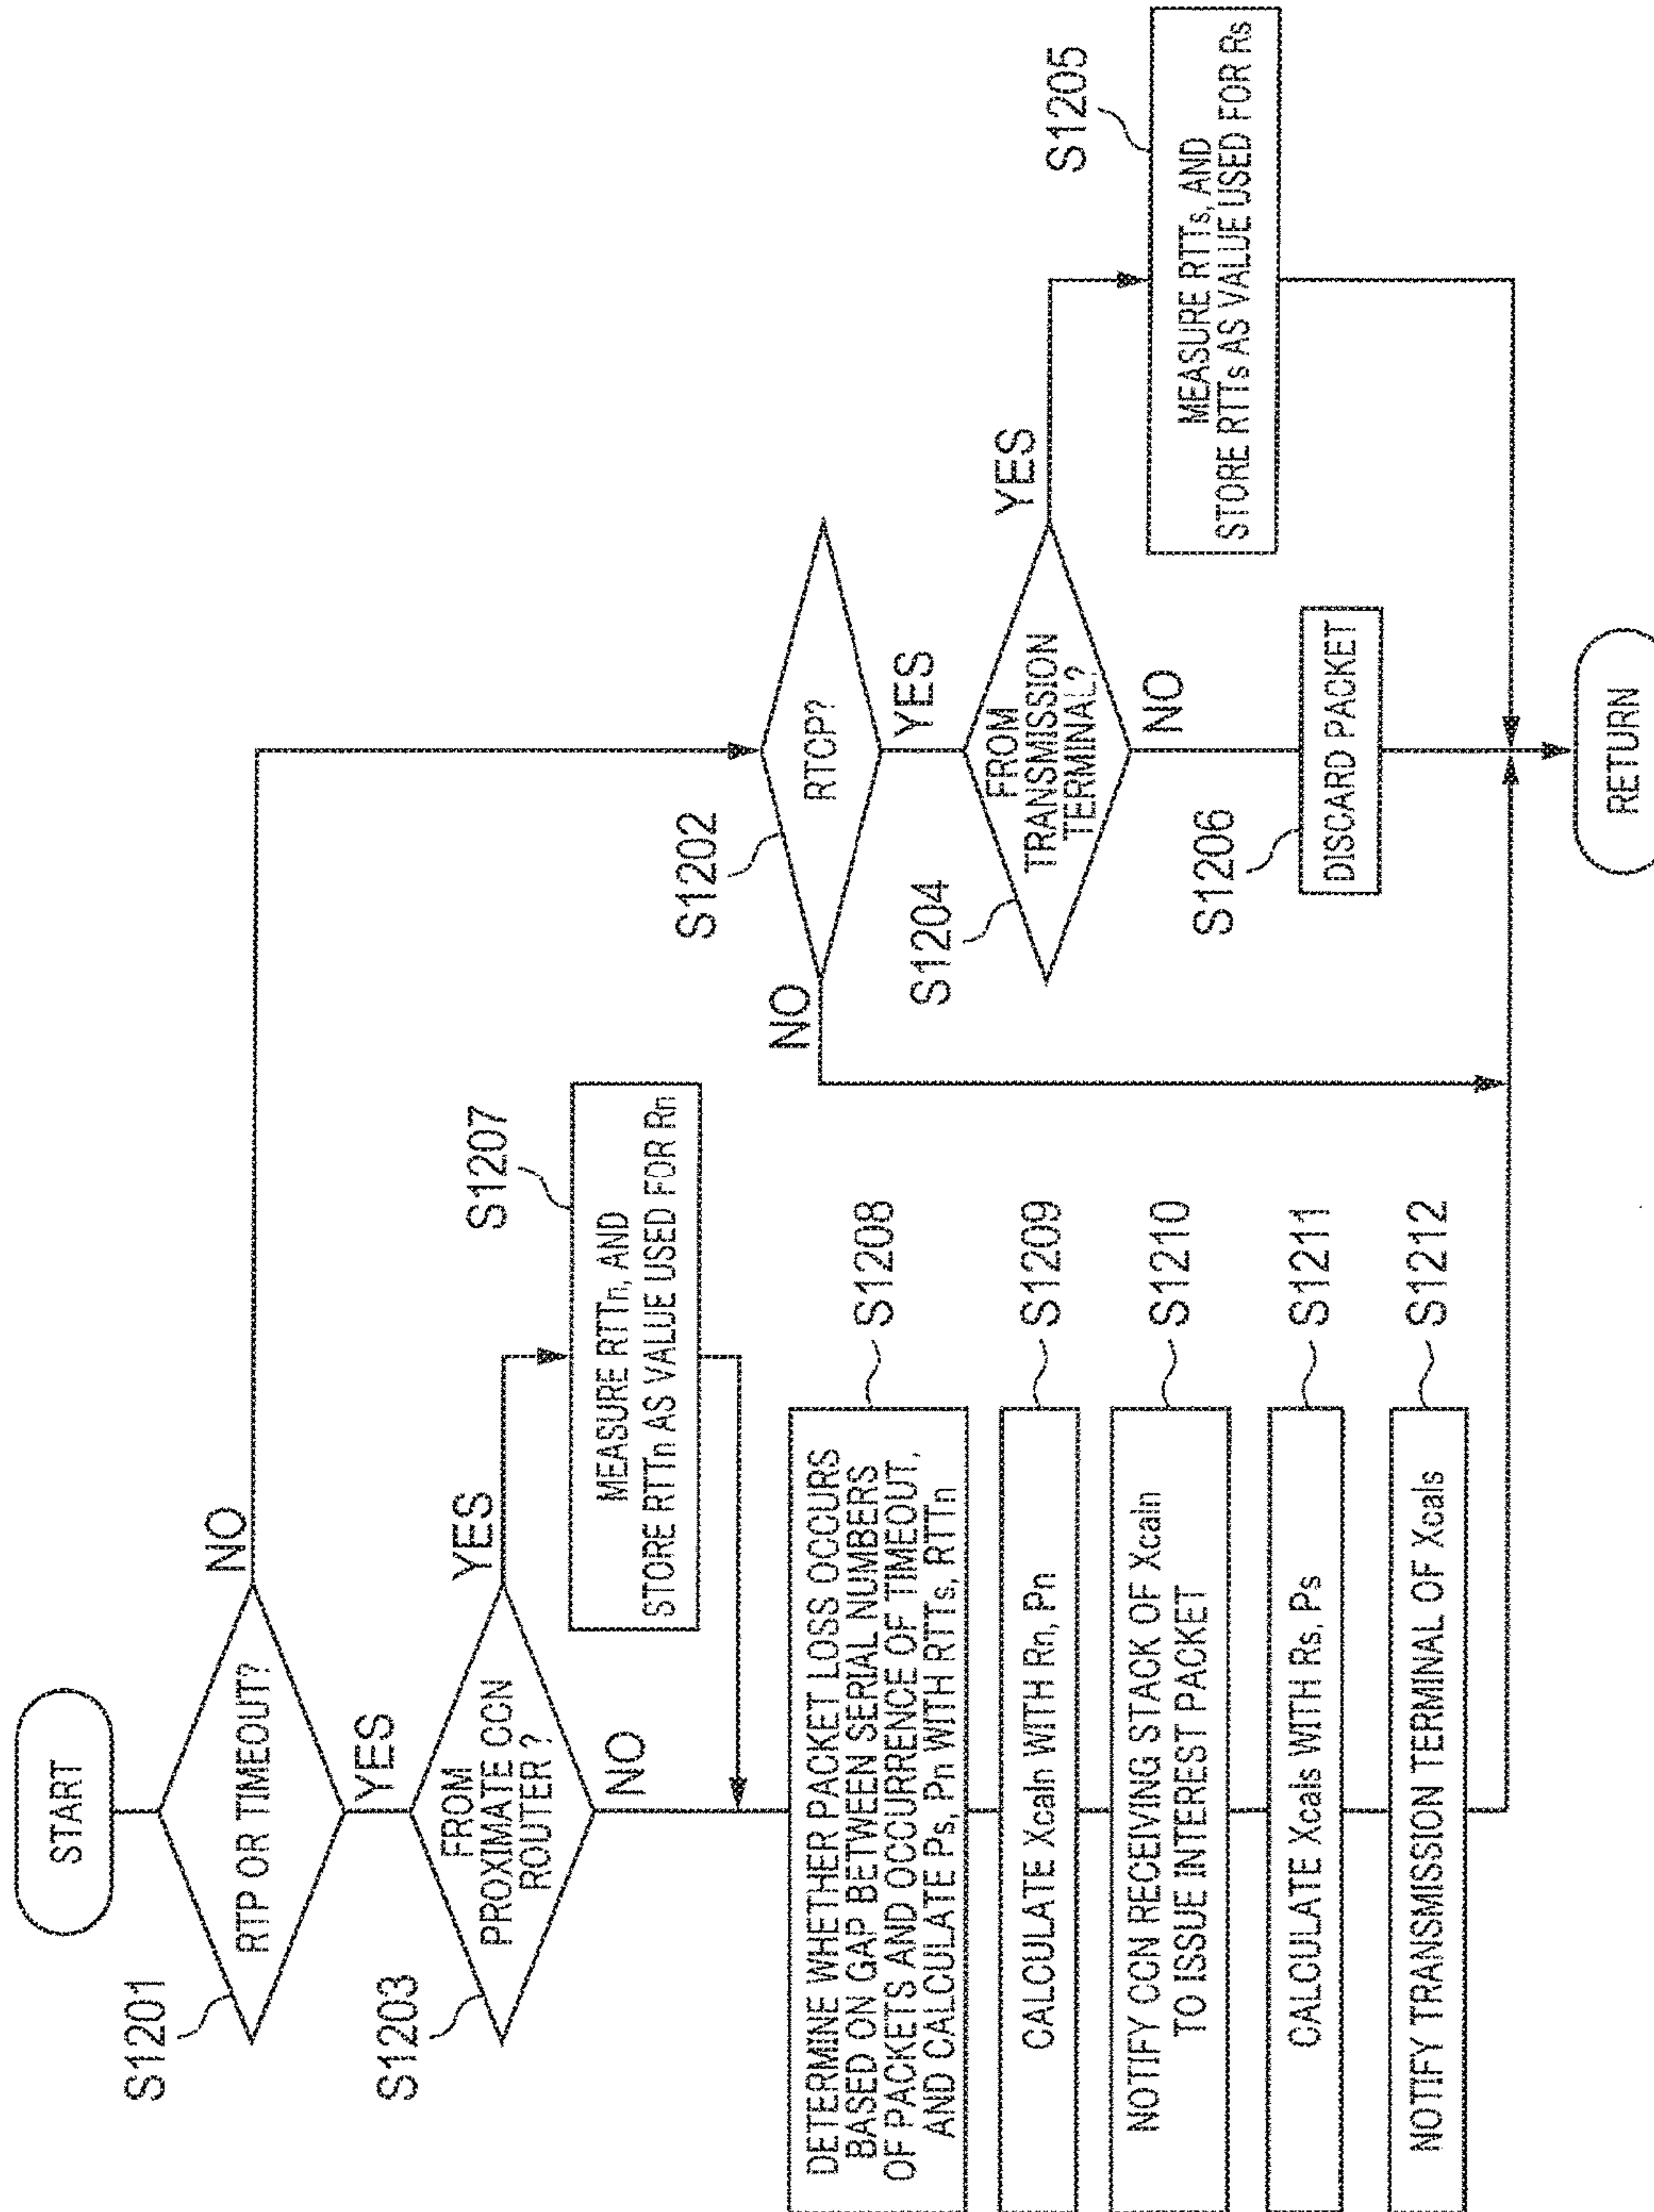 START
S1201
RTP OR TIMEOUT?
NO
YES
S1203
FROM
PROXIMATE CCN
ROUTER?
YES
NO
S1207
MEASURE RTTn, AND
STORE RTTn AS VALUE USED FOR Rn
DETERMINE WHETHER PACKET LOSS OCCURS
BASED ON GAP BETWEEN SERIAL NUMBERS
OF PACKETS AND OCCURRENCE OF TIMEOUT,
AND CALCULATE Ps, Pn WITH RTTs, RTTn
S1208
CALCULATE Xcaln WITH Rn, Pn
S1209
NOTIFY CCN RECEIVING STACK OF Xcaln
TO ISSUE INTEREST PACKET
S1210
CALCULATE Xcals WITH Rs, Ps
S1211
NOTIFY TRANSMISSION TERMINAL OF Xcals
S1212
S1202
RTCP?
NO
YES
S1204
FROM
TRANSMISSION
TERMINAL?
YES
NO
S1205
MEASURE RTTs, AND
STORE RTTs AS VALUE USED FOR Rs
S1206
DISCARD PACKET
RETURN